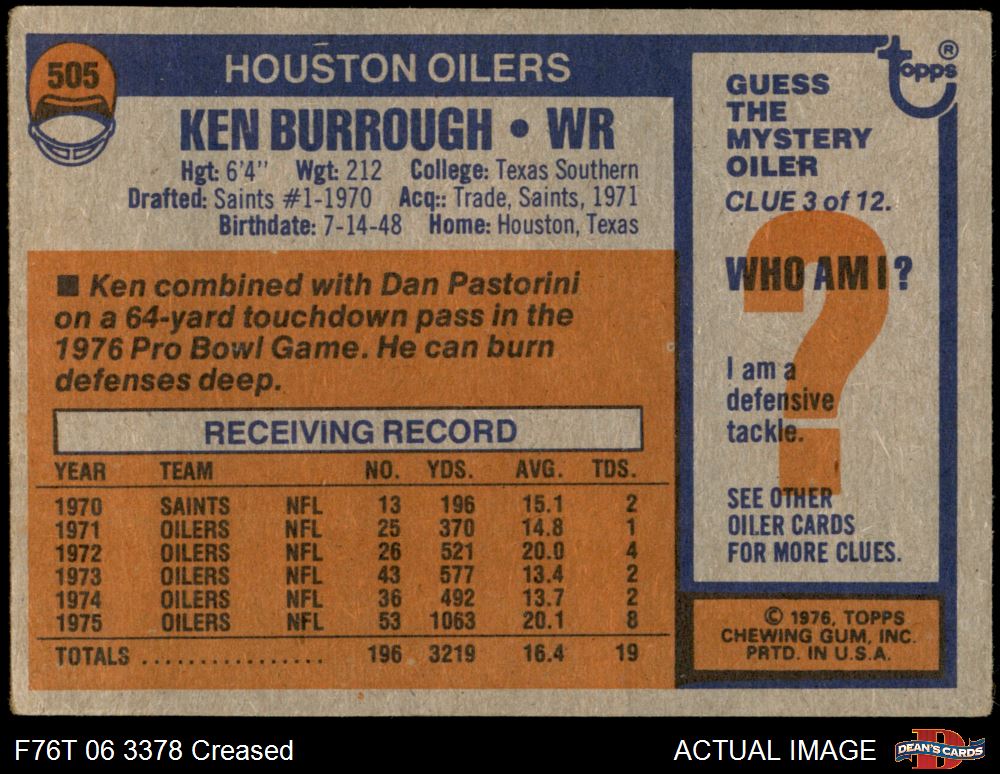 505
HOUSTON OILERS
KEN BURROUGH • WR
Hgt: 6'4" Wgt: 212 College: Texas Southern
Drafted: Saints #1-1970 Acq.: Trade, Saints, 1971
Birthdate: 7-14-48 Home: Houston, Texas
■ Ken combined with Dan Pastorini
on a 64-yard touchdown pass in the
1976 Pro Bowl Game. He can burn
defenses deep.
RECEIVING RECORD
YEAR TEAM NO. YDS. AVG. TDS.
1970 SAINTS NFL 13 196 15.1 2
1971 OILERS NFL 25 370 14.8 1
1972 OILERS NFL 26 521 20.0 4
1973 OILERS NFL 43 577 13.4 2
1974 OILERS NFL 36 492 13.7 2
1975 OILERS NFL 53 1063 20.1 8
TOTALS ................ 196 3219 16.4 19
topps ®
GUESS
THE
MYSTERY
OILER
CLUE 3 of 12.
WHO AM I?
?
I am a
defensive
tackle.
SEE OTHER
OILER CARDS
FOR MORE CLUES.
© 1976, TOPPS
CHEWING GUM, INC.
PRTD. IN U.S.A.
F76T 06 3378 Creased
ACTUAL IMAGE
D
DEAN'S CARDS